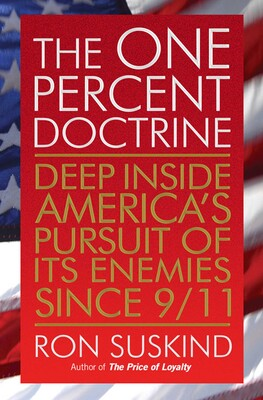 THE ONE
PERCENT
DOCTRINE
DEEP INSIDE
AMERICA'S
PURSUIT OF
ITS ENEMIES
SINCE 9/11
RON SUSKIND
Author of The Price of Loyalty